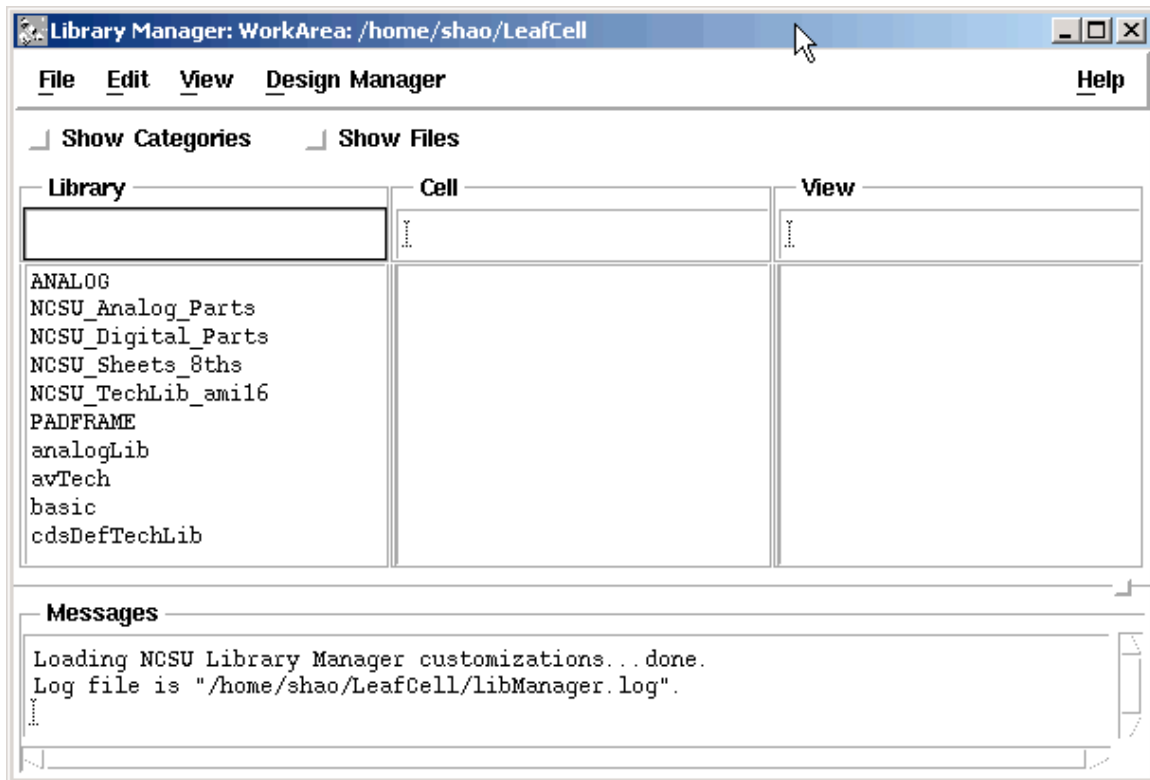 Library Manager: WorkArea: /home/shao/LeafCell
File Edit View Design Manager Help
Show Categories Show Files
Library Cell View
ANALOG
NCSU_Analog_Parts
NCSU_Digital_Parts
NCSU_Sheets_8ths
NCSU_TechLib_ami16
PADFRAME
analogLib
avTech
basic
cdsDefTechLib
Messages
Loading NCSU Library Manager customizations...done.
Log file is "/home/shao/LeafCell/libManager.log".